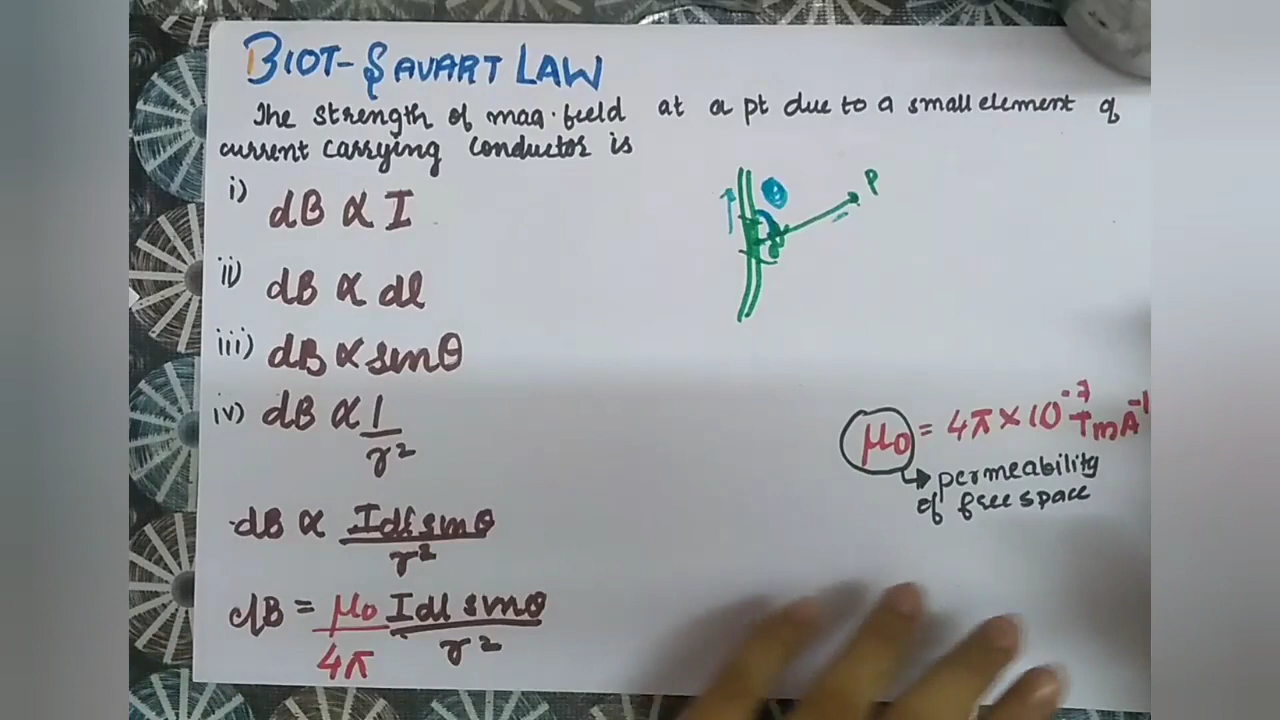 BIOT-SAVART LAW
The strength of mag. field at a pt due to a small element of
current carrying conductor is
i) dB ∝ I
ii) dB ∝ dl
iii) dB ∝ sinθ
iv) dB ∝ 1/r²
dB ∝ Idl sinθ/r²
dB = μ₀/4π Idl sinθ/r²
θ
P
r
μ₀ = 4π × 10⁻⁷ TmA⁻¹
permeability
of free space